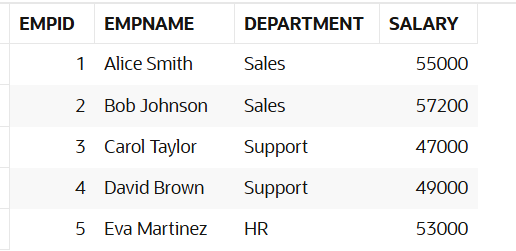 EMPID EMPNAME DEPARTMENT SALARY
1 Alice Smith Sales 55000
2 Bob Johnson Sales 57200
3 Carol Taylor Support 47000
4 David Brown Support 49000
5 Eva Martinez HR 53000